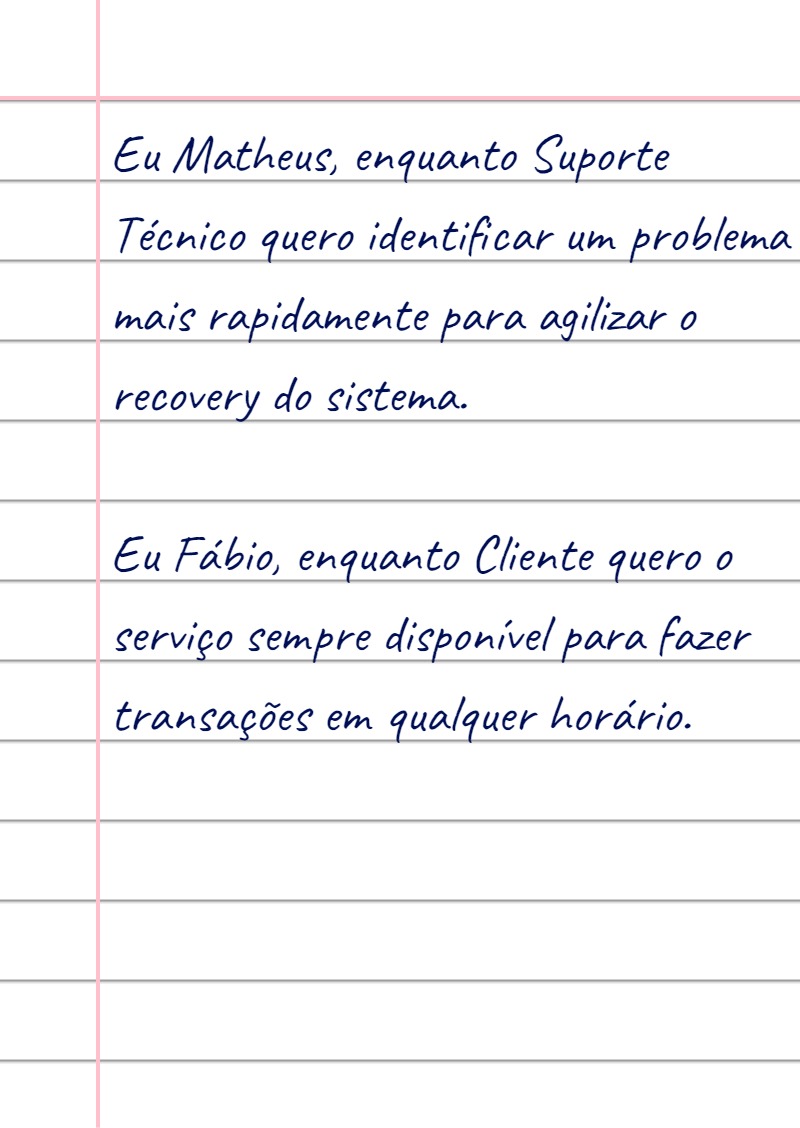 Eu Matheus, enquanto Suporte
Técnico quero identificar um problema
mais rapidamente para agilizar o
recovery do sistema.
Eu Fábio, enquanto Cliente quero o
serviço sempre disponível para fazer
transações em qualquer horário.